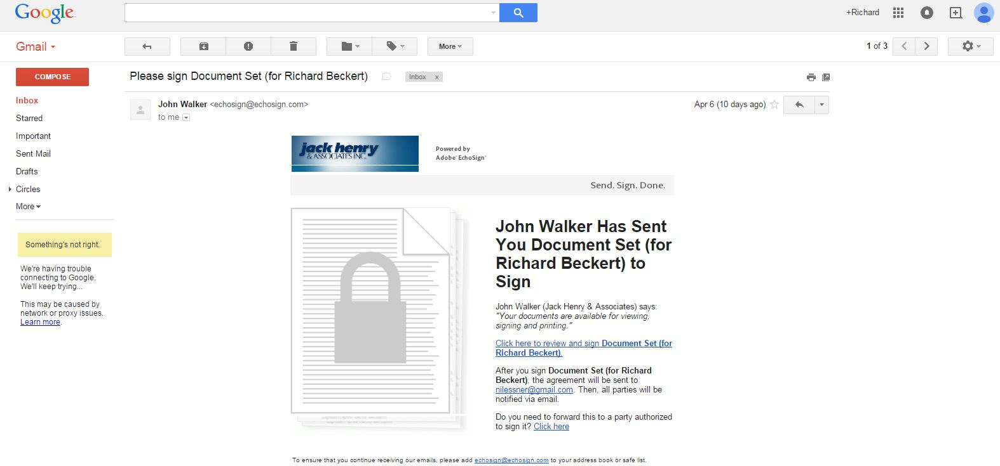 Google
+Richard
Gmail
More
1 of 3
COMPOSE
Please sign Document Set (for Richard Beckert)
Inbox x
Inbox
Starred
Important
Sent Mail
Drafts
Circles
More
John Walker <echosign@echosign.com>
to me
Apr 6 (10 days ago)
Something's not right.
We're having trouble
connecting to Google.
We'll keep trying...
This may be caused by
network or proxy issues.
Learn more.
jack henry
& ASSOCIATES INC.
Powered by
Adobe® EchoSign®
Send. Sign. Done.
John Walker Has Sent
You Document Set (for
Richard Beckert) to
Sign
John Walker (Jack Henry & Associates) says:
"Your documents are available for viewing,
signing and printing."
Click here to review and sign Document Set (for
Richard Beckert).
After you sign Document Set (for Richard
Beckert), the agreement will be sent to
nilessner@gmail.com. Then, all parties will be
notified via email.
Do you need to forward this to a party authorized
to sign it? Click here
To ensure that you continue receiving our emails, please add echosign@echosign.com to your address book or safe list.